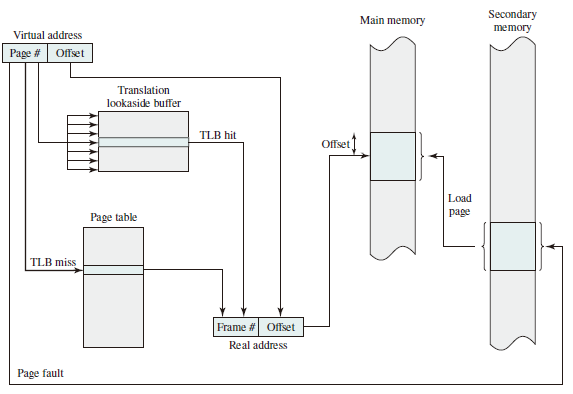 Virtual address
Page # Offset
Translation
lookaside buffer
TLB hit
Page table
TLB miss
Page fault
Frame # Offset
Real address
Main memory
Offset
Load
page
Secondary
memory